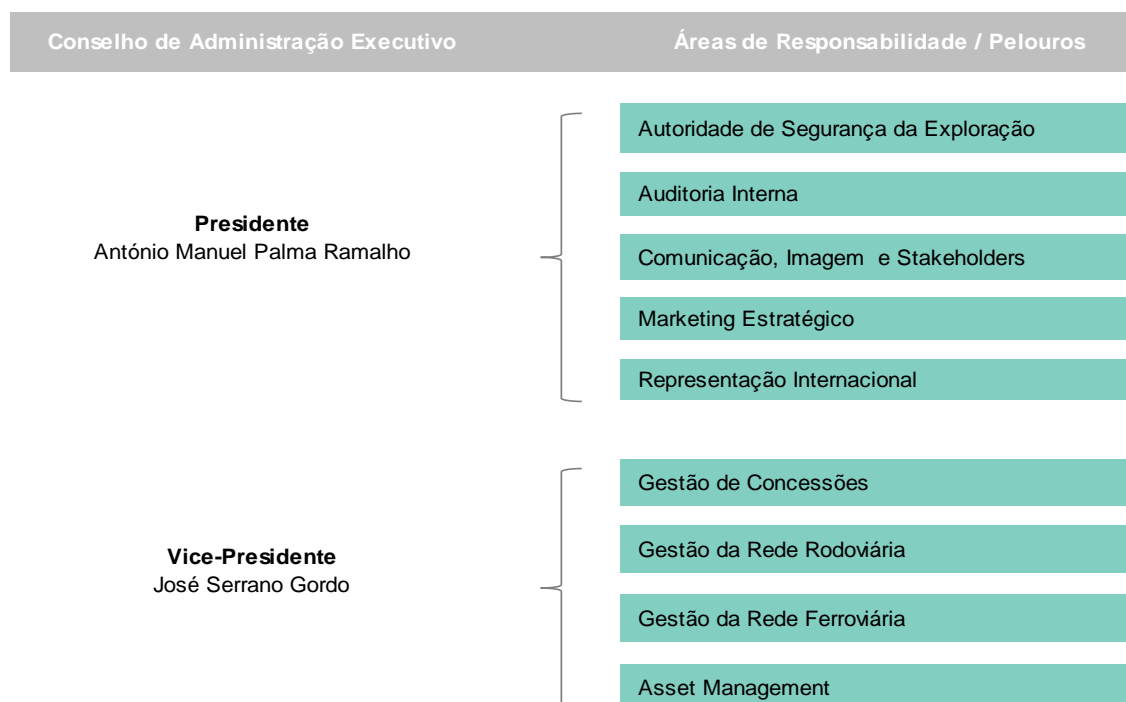 Conselho de Administração Executivo
Áreas de Responsabilidade / Pelouros
Presidente
António Manuel Palma Ramalho
Autoridade de Segurança da Exploração
Auditoria Interna
Comunicação, Imagem e Stakeholders
Marketing Estratégico
Representação Internacional
Vice-Presidente
José Serrano Gordo
Gestão de Concessões
Gestão da Rede Rodoviária
Gestão da Rede Ferroviária
Asset Management